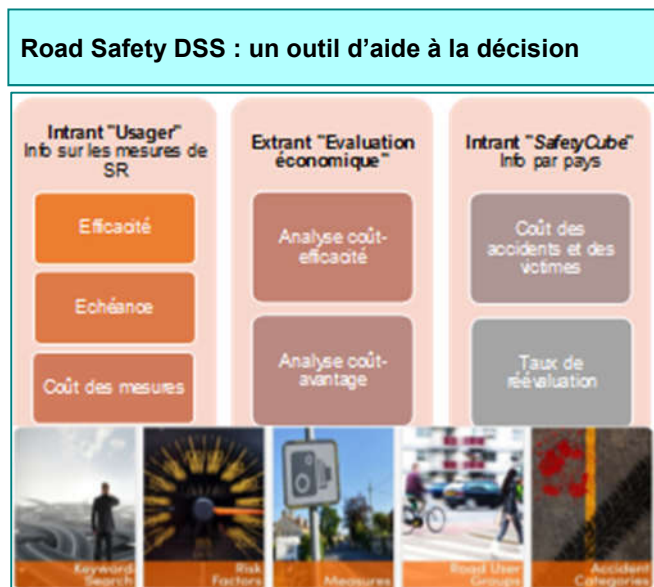 Road Safety DSS : un outil d’aide à la décision
Intrant "Usager"
Info sur les mesures de
SR
Efficacité
Echéance
Coût des mesures
Extrant "Evaluation
économique"
Analyse coût-
efficacité
Analyse coût-
avantage
Intrant "SafetyCube"
Info par pays
Coût des
accidents et des
victimes
Taux de
réévaluation
Keyword
Search
Risk
Factors
Measures
Road User
Groups
Accident
Categories